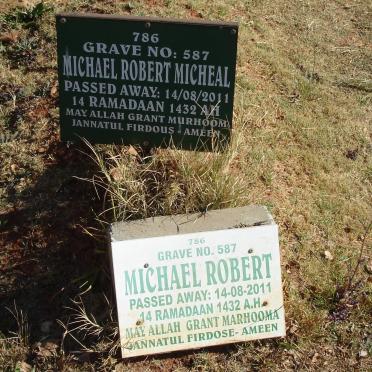 786
GRAVE NO: 587
MICHAEL ROBERT MICHEAL
PASSED AWAY: 14/08/2011
14 RAMADAAN 1432 AH
MAY ALLAH GRANT MURHOOM
JANNATUL FIRDOUS - AMEEN
786
GRAVE NO. 587
MICHAEL ROBERT
PASSED AWAY: 14-08-2011
14 RAMADAAN 1432 A.H
MAY ALLAH GRANT MARHOOMA
JANNATUL FIRDOSE- AMEEN